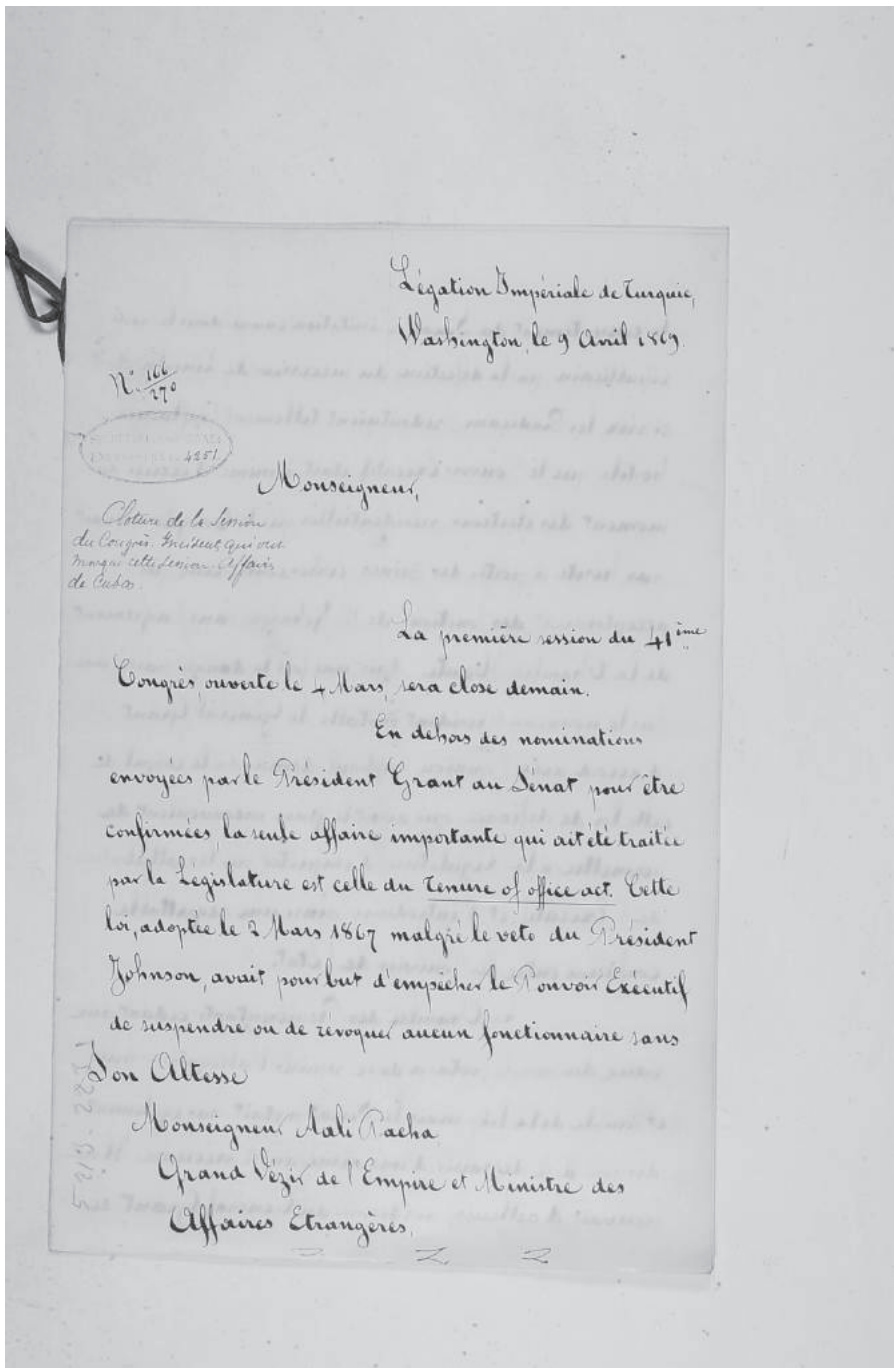 Légation Impériale de Turquie,
Washington, le 9 Avril 1869.
N° 166/270
4251
Monseigneur,
Cloture de la Session
du Congrès. Incident qui ont
marqué cette session. Affaires
de Cuba.
La première session du 41ième
Congrès, ouverte le 4 Mars, sera close demain.
En dehors des nominations
envoyées par le Président Grant au Sénat pour être
confirmées, la seule affaire importante qui ait été traitée
par la Législature est celle du Tenure of office act. Cette
loi, adoptée le 2 Mars 1867 malgré le veto du Président
Johnson, avait pour but d'empêcher le Pouvoir Exécutif
de suspendre ou de révoquer aucun fonctionnaire sans
Son Altesse
Monseigneur Aali Pacha
Grand Vézir de l'Empire et Ministre des
Affaires Etrangères.